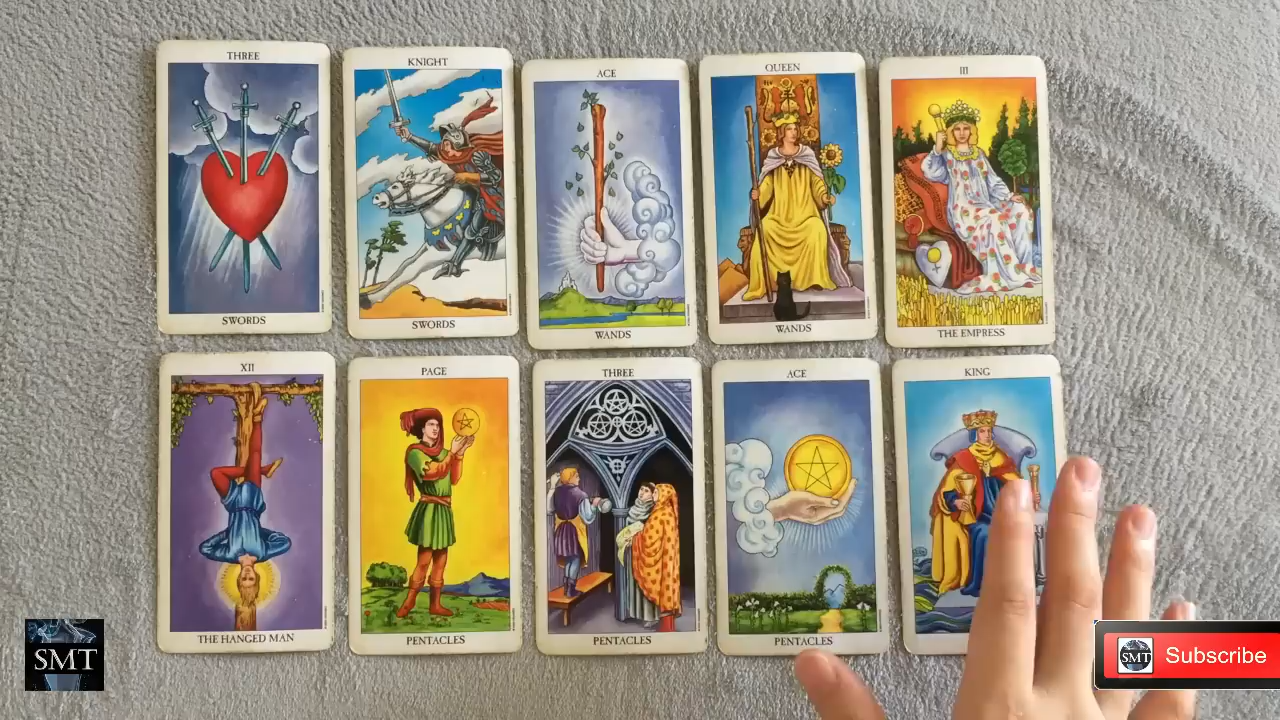 THREE
SWORDS
KNIGHT
SWORDS
ACE
WANDS
QUEEN
WANDS
III
THE EMPRESS
XII
THE HANGED MAN
PAGE
PENTACLES
THREE
PENTACLES
ACE
PENTACLES
KING
SMT
SMT
Subscribe